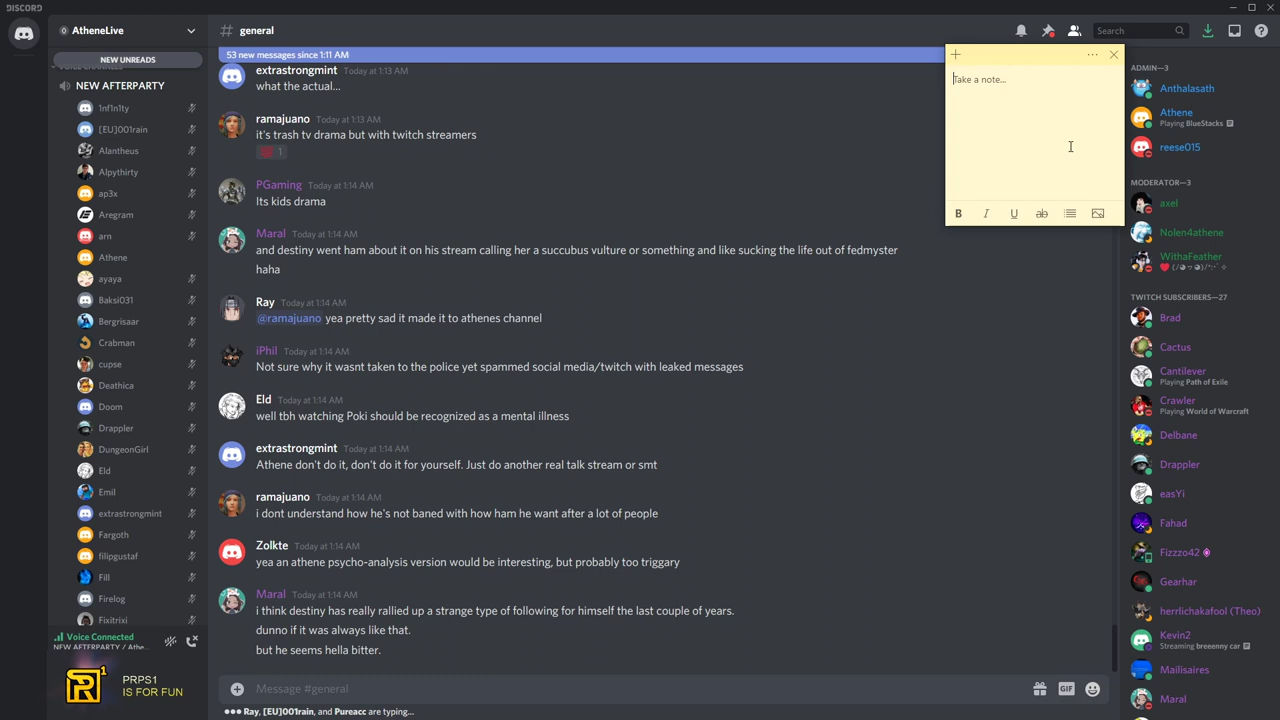 DISCORD
AtheneLive
# general
Search
NEW UNREADS
NEW AFTERPARTY
1nf1n1ty
[EU]001rain
Alantheus
Alpythirty
ap3x
Aregram
arn
Athene
ayaya
Baksi031
Bergrisaar
Crabman
cupse
Deathica
Doom
Drappler
DungeonGirl
Eld
Emil
extrastrongmint
Fargoth
filipgustaf
Fill
Firelog
Fixitrixi
Voice Connected
NEW AFTERPARTY / Athe...
PRPS1
IS FOR FUN
53 new messages since 1:11 AM
extrastrongmint Today at 1:13 AM
what the actual...
ramajuano Today at 1:13 AM
it's trash tv drama but with twitch streamers
1
PGaming Today at 1:14 AM
Its kids drama
Maral Today at 1:14 AM
and destiny went ham about it on his stream calling her a succubus vulture or something and like sucking the life out of fedmyster
haha
Ray Today at 1:14 AM
@ramajuano yea pretty sad it made it to athenes channel
iPhil Today at 1:14 AM
Not sure why it wasnt taken to the police yet spammed social media/twitch with leaked messages
Eld Today at 1:14 AM
well tbh watching Poki should be recognized as a mental illness
extrastrongmint Today at 1:14 AM
Athene don't do it, don't do it for yourself. Just do another real talk stream or smt
ramajuano Today at 1:14 AM
i dont understand how he's not baned with how ham he want after a lot of people
Zolkte Today at 1:14 AM
yea an athene psycho-analysis version would be interesting, but probably too triggary
Maral Today at 1:14 AM
i think destiny has really rallied up a strange type of following for himself the last couple of years.
dunno if it was always like that.
but he seems hella bitter.
Message #general
GIF
Ray, [EU]001rain, and Pureacc are typing...
Take a note...
B I U ab
ADMIN—3
Anthalasath
Athene
Playing BlueStacks
reese015
MODERATOR—3
axel
Nolen4athene
WithaFeather
TWITCH SUBSCRIBERS—27
Brad
Cactus
Cantilever
Playing Path of Exile
Crawler
Playing World of Warcraft
Delbane
Drappler
easYi
Fahad
Fizzzo42
Gearhar
herrlichakafool (Theo)
Kevin2
Streaming breeenny car
Mailisaires
Maral